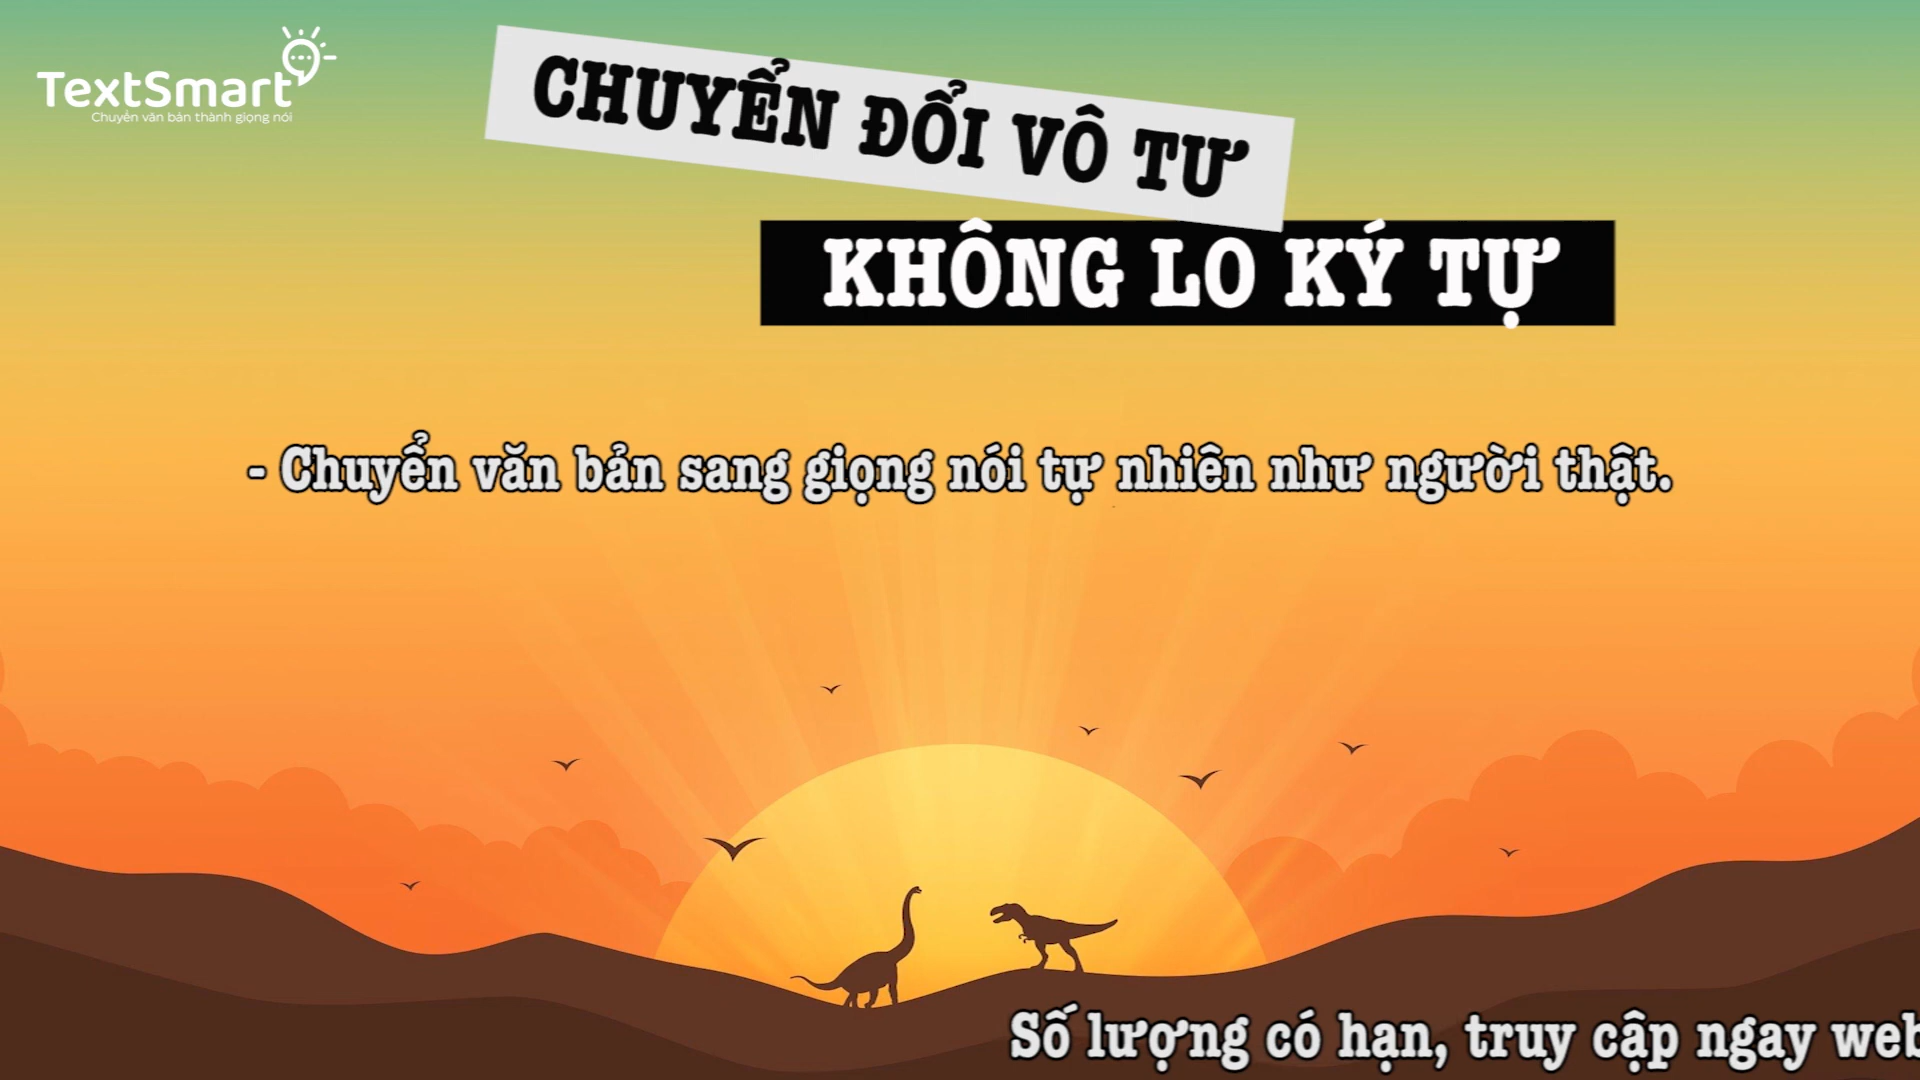 TextSmart
Chuyển văn bản thành giọng nói
CHUYỂN ĐỔI VÔ TƯ
KHÔNG LO KÝ TỰ
- Chuyển văn bản sang giọng nói tự nhiên như người thật.
Số lượng có hạn, truy cập ngay web